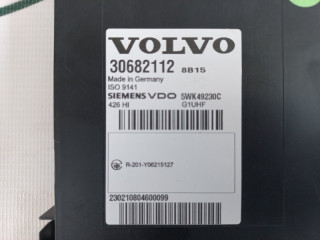 VOLVO
30682112 8B15
Made in Germany
ISO 9141
SIEMENS VDO 5WK49230C
426 HI G1UHF
R-201-Y06215127
230210804600099